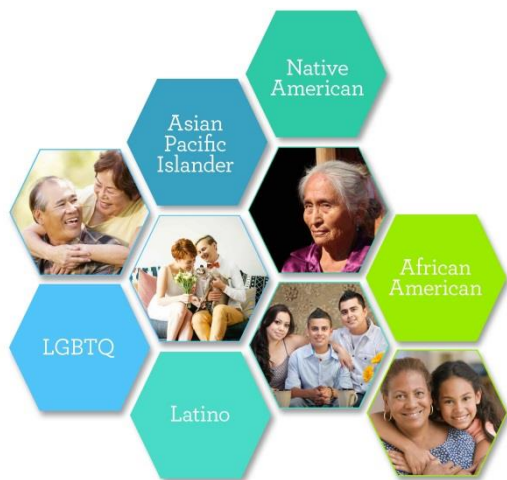 Native
American
Asian
Pacific
Islander
African
American
LGBTQ
Latino